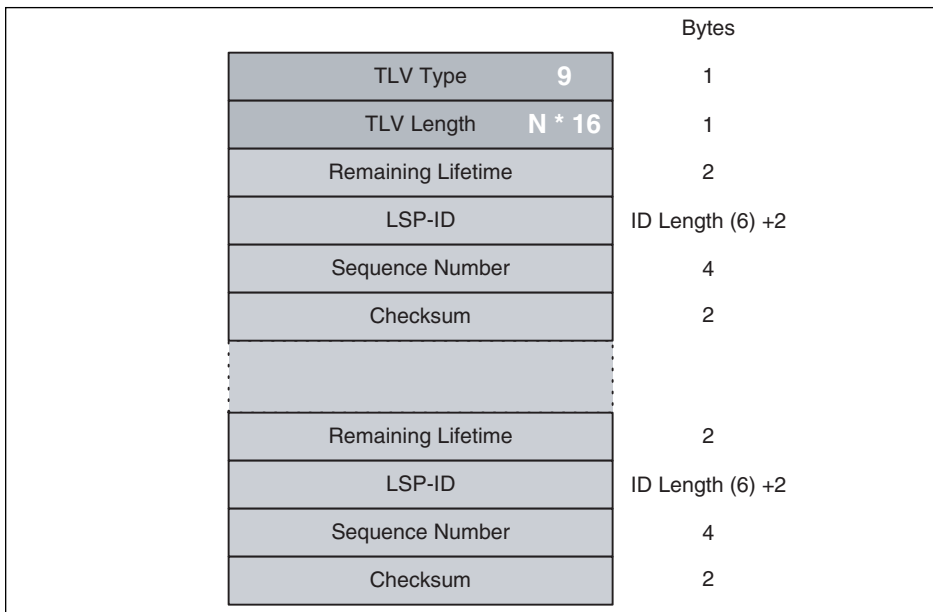 Bytes
TLV Type 9 1
TLV Length N * 16 1
Remaining Lifetime 2
LSP-ID ID Length (6) +2
Sequence Number 4
Checksum 2
Remaining Lifetime 2
LSP-ID ID Length (6) +2
Sequence Number 4
Checksum 2